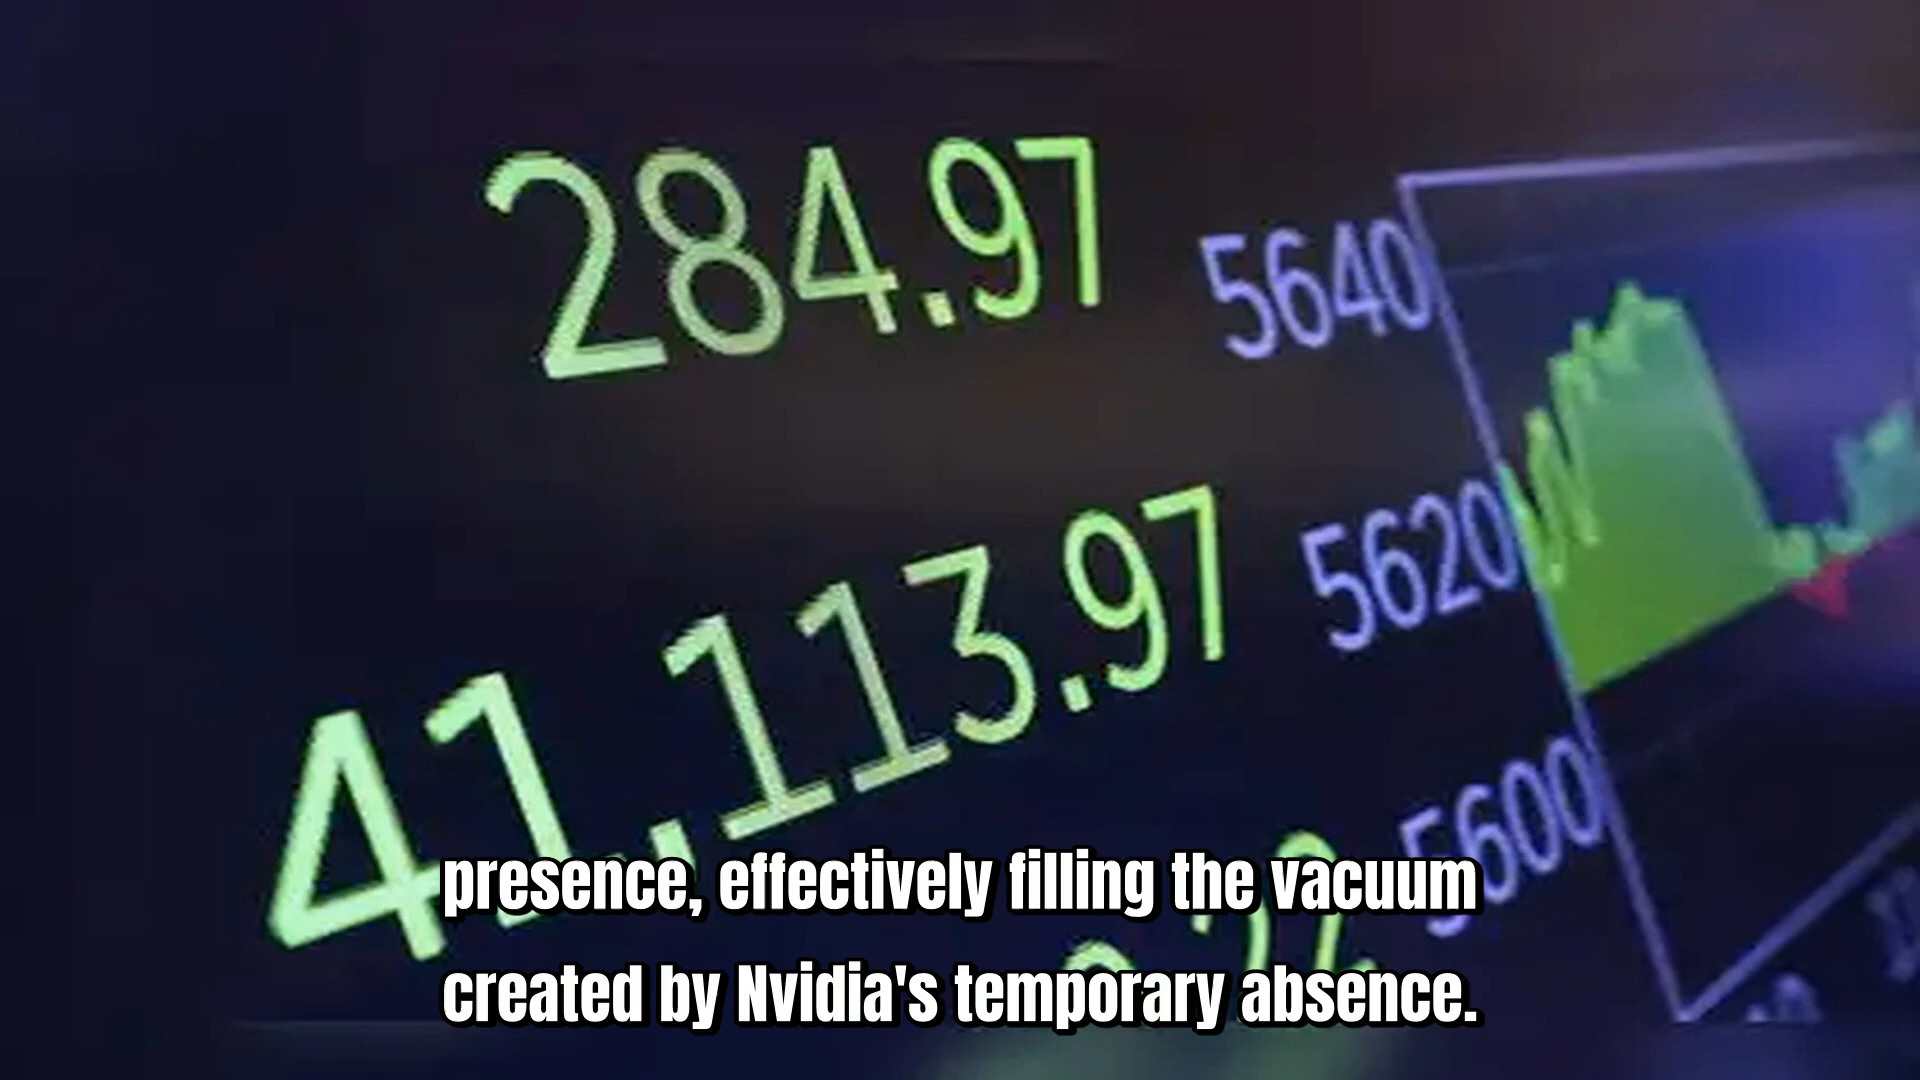 284.97
5640
41,113.97
5620
5600
presence, effectively filling the vacuum
created by Nvidia's temporary absence.